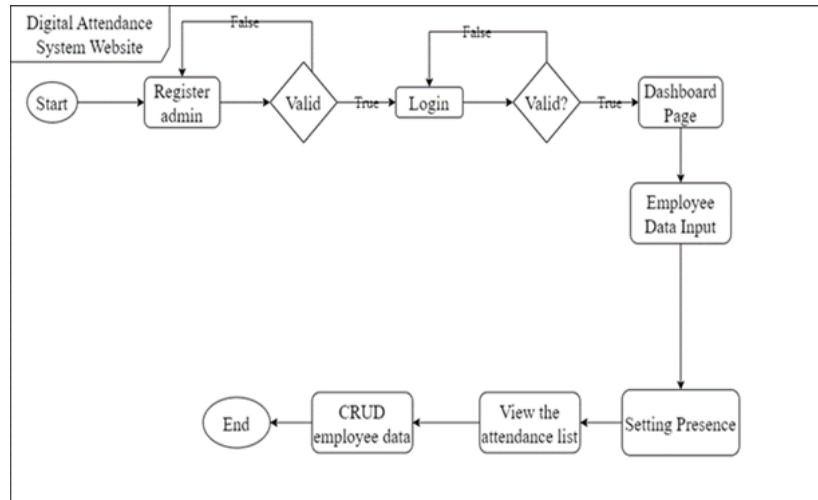 Digital Attendance
System Website
False
False
Start
Register
admin
Valid
True
Login
Valid?
True
Dashboard
Page
Employee
Data Input
End
CRUD
employee data
View the
attendance list
Setting Presence